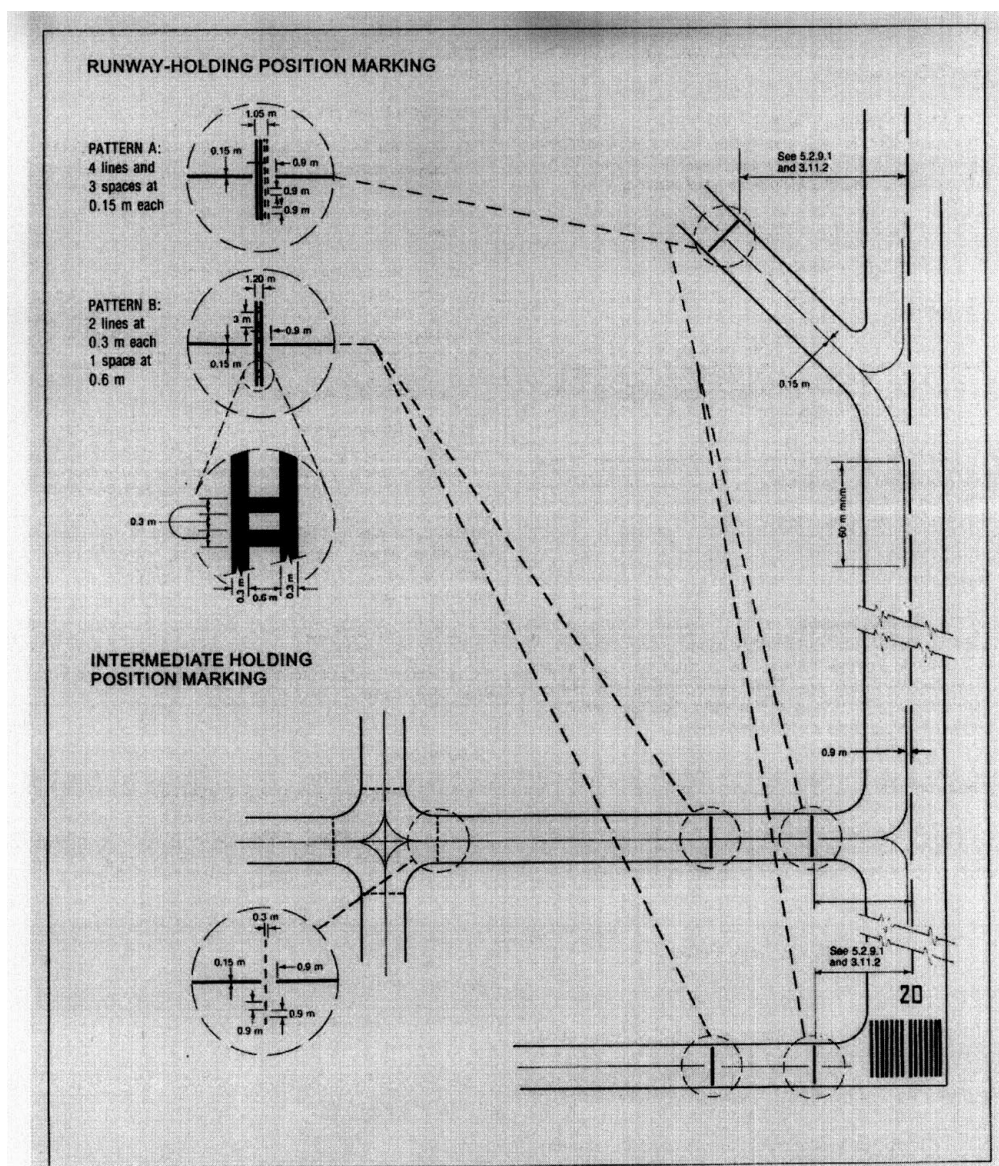 RUNWAY-HOLDING POSITION MARKING
PATTERN A:
4 lines and
3 spaces at
0.15 m each
1.05 m
0.15 m
0.9 m
0.9 m
0.9 m
See 5.2.9.1
and 3.11.2
PATTERN B:
2 lines at
0.3 m each
1 space at
0.6 m
1.20 m
3 m
0.9 m
0.15 m
0.15 m
0.3 m
0.3 m
0.6 m
0.3 m
60 m
INTERMEDIATE HOLDING
POSITION MARKING
0.9 m
0.3 m
0.15 m
0.9 m
0.9 m
0.9 m
See 5.2.9.1
and 3.11.2
20